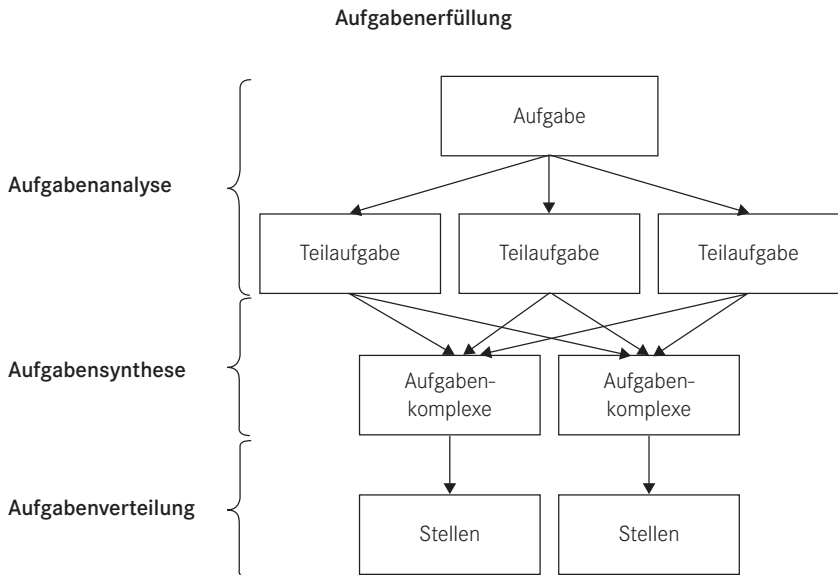 Aufgabenerfüllung
Aufgabe
Aufgabenanalyse
Teilaufgabe
Teilaufgabe
Teilaufgabe
Aufgabensynthese
Aufgaben-
komplexe
Aufgaben-
komplexe
Aufgabenverteilung
Stellen
Stellen